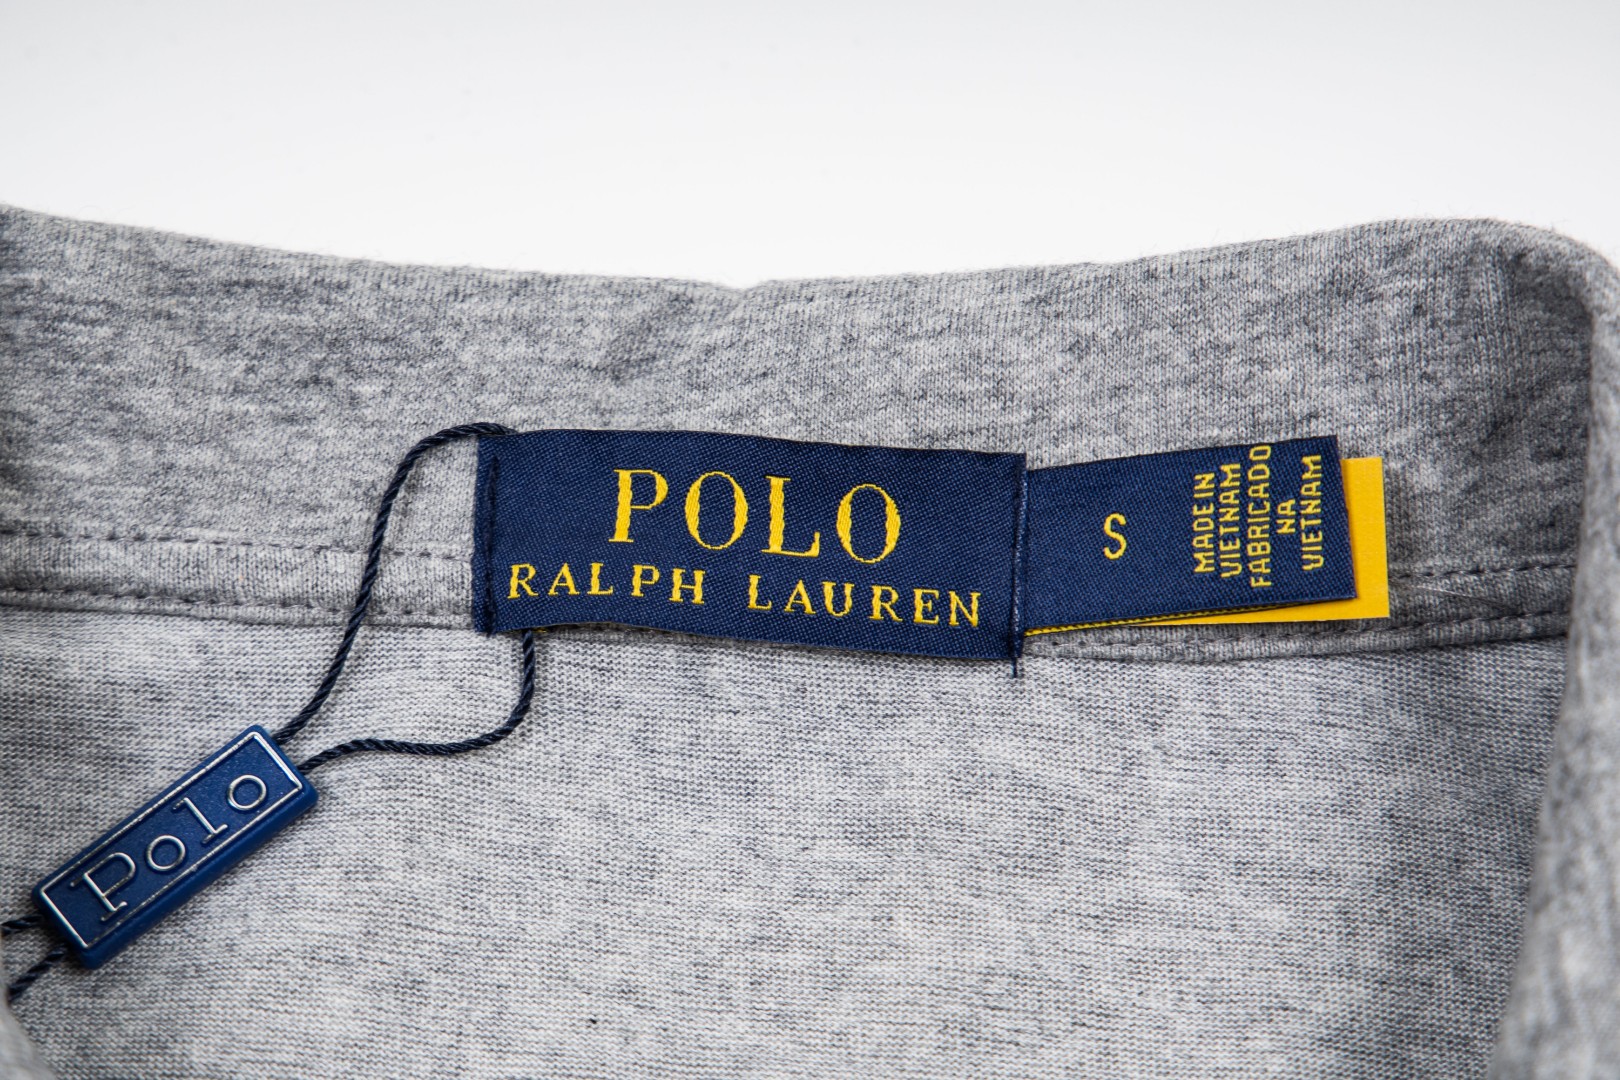 POLO
RALPH LAUREN
S
MADE IN
VIETNAM
FABRICADO
NA
VIETNAM
Polo